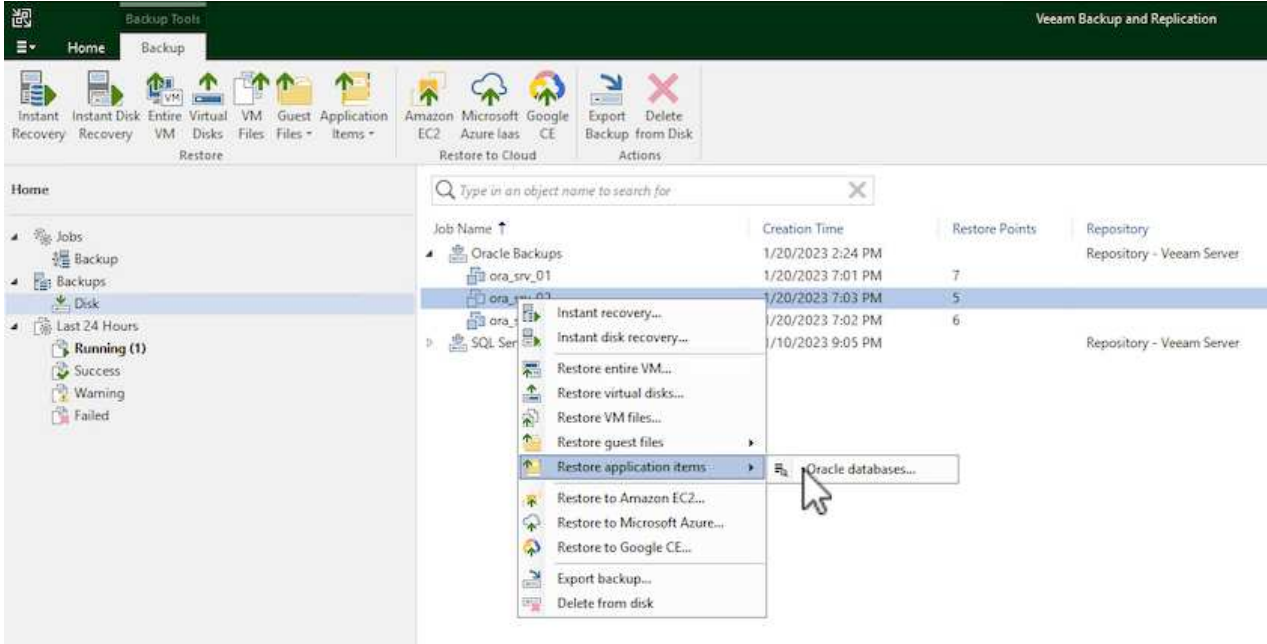 Backup Tools
Veeam Backup and Replication
Home Backup
Instant Recovery
Instant Disk Recovery
Entire VM
Virtual Disks
VM Files
Guest Files
Application Items
Restore
Amazon EC2
Microsoft Azure Iaas
Google CE
Restore to Cloud
Export Backup
Delete from Disk
Actions
Home
Type in an object name to search for
Jobs
Backup
Backups
Disk
Last 24 Hours
Running (1)
Success
Warning
Failed
Job Name Creation Time Restore Points Repository
Oracle Backups 1/20/2023 2:24 PM Repository - Veeam Server
ora_srv_01 1/20/2023 7:01 PM 7
1/20/2023 7:03 PM 5
1/20/2023 7:02 PM 6
SQL Ser 1/10/2023 9:05 PM Repository - Veeam Server
Instant recovery...
Instant disk recovery...
Restore entire VM...
Restore virtual disks...
Restore VM files...
Restore guest files
Restore application items
Oracle databases...
Restore to Amazon EC2...
Restore to Microsoft Azure...
Restore to Google CE...
Export backup...
Delete from disk